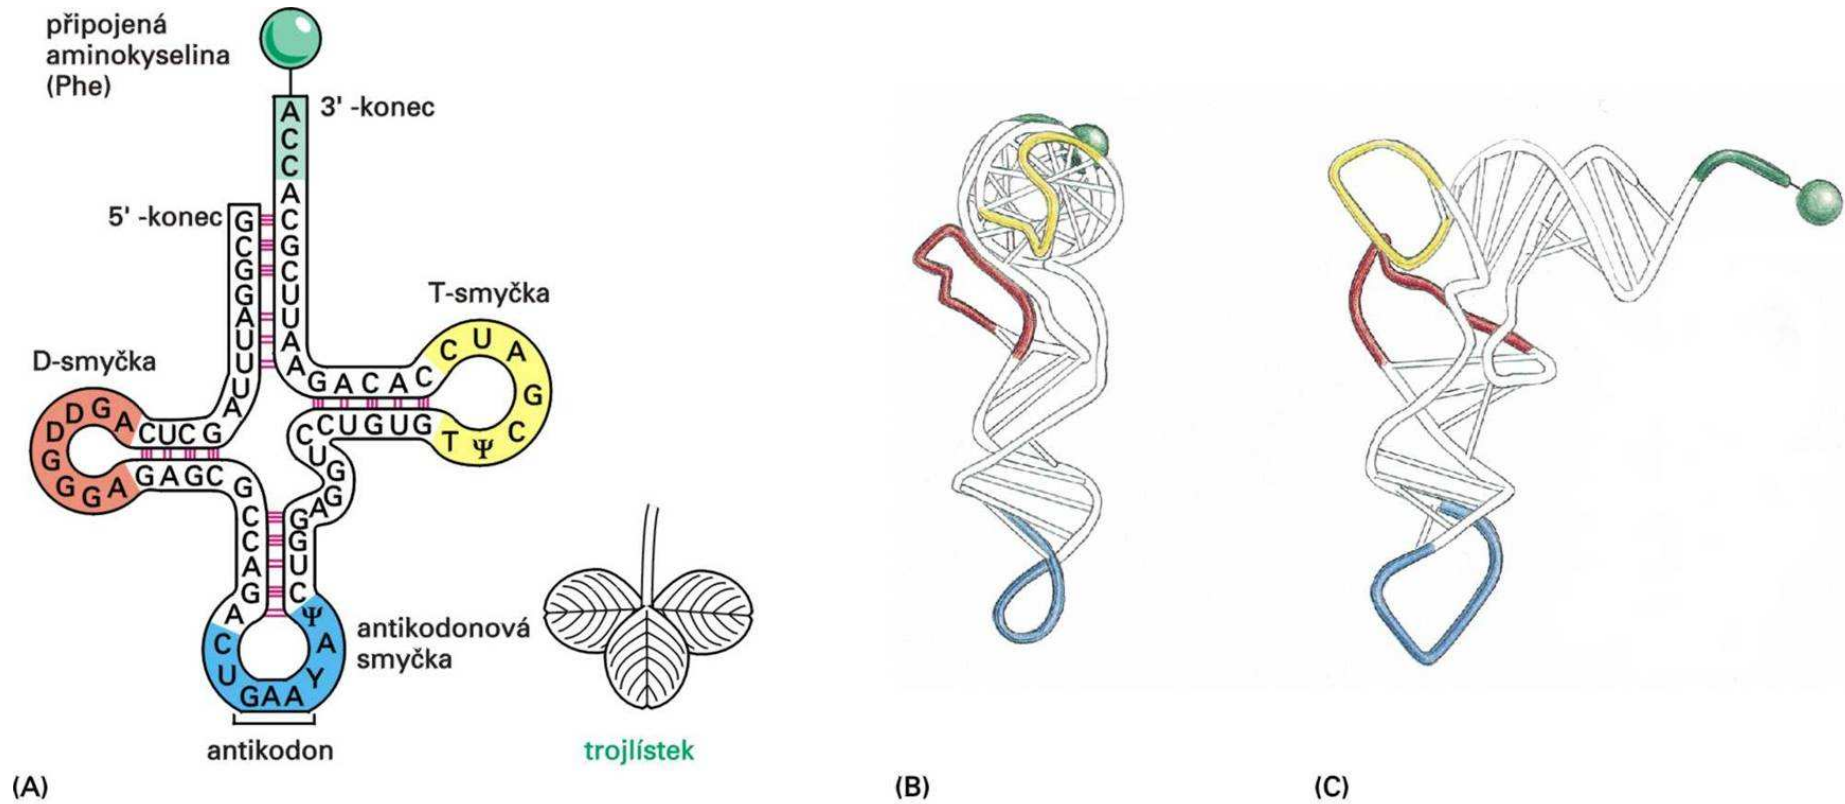 připojená
aminokyselina
(Phe)
3' -konec
A
C
C
A
C
G
C
U
U
A
A
5' -konec
G
C
G
G
A
U
U
U
A
T-smyčka
G A C A C
C U A
G
C
Ψ
T
C C U G U G
U
G
G
A
D-smyčka
D D G A
C U C G
G
G G A
G A G C
G
C
C
A
G
A
G
G
U
C
C
U
G A A
Y
A
Ψ
antikodonová
smyčka
antikodon
trojlístek
(A)
(B)
(C)